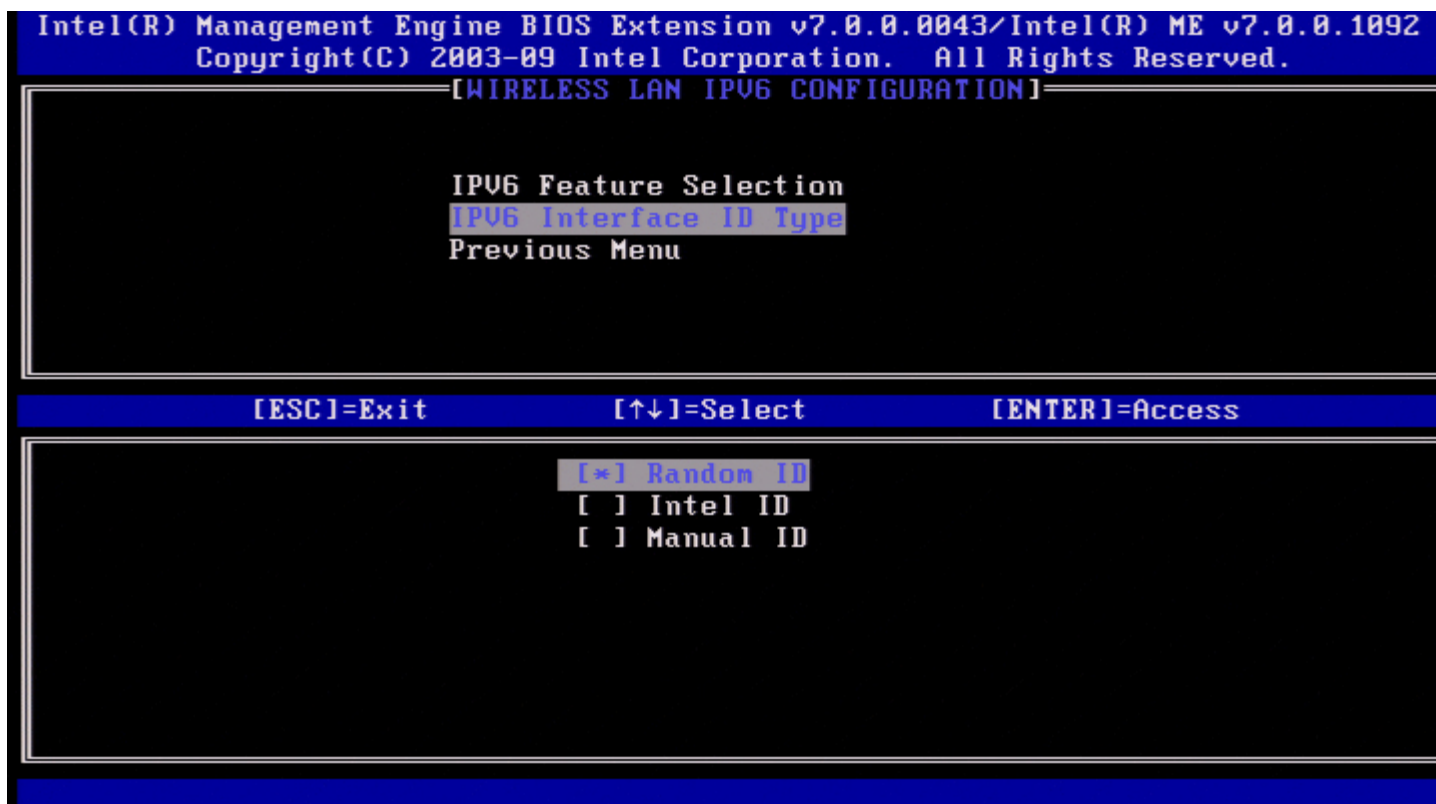 Intel(R) Management Engine BIOS Extension v7.0.0.0043/Intel(R) ME v7.0.0.1092
Copyright(C) 2003-09 Intel Corporation. All Rights Reserved.
[WIRELESS LAN IPV6 CONFIGURATION]
IPV6 Feature Selection
IPV6 Interface ID Type
Previous Menu
[ESC]=Exit [↑↓]=Select [ENTER]=Access
[*] Random ID
[ ] Intel ID
[ ] Manual ID